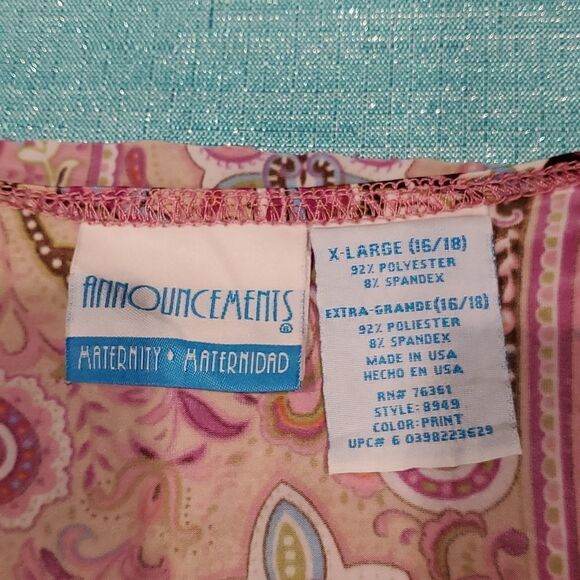 ANNOUNCEMENTS ®
MATERNITY • MATERNIDAD
X-LARGE (16/18)
92% POLYESTER
8% SPANDEX
EXTRA-GRANDE(16/18)
92% POLIESTER
8% SPANDEX
MADE IN USA
HECHO EN USA
RN# 76361
STYLE: 8949
COLOR: PRINT
UPC# 6 0398223629